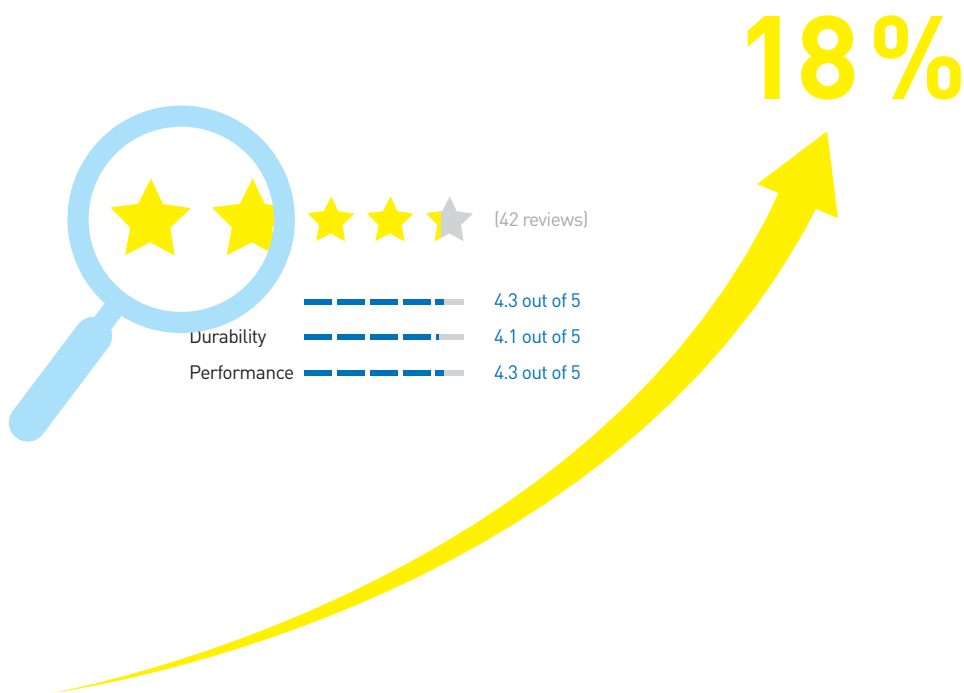 18%
(42 reviews)
4.3 out of 5
Durability 4.1 out of 5
Performance 4.3 out of 5